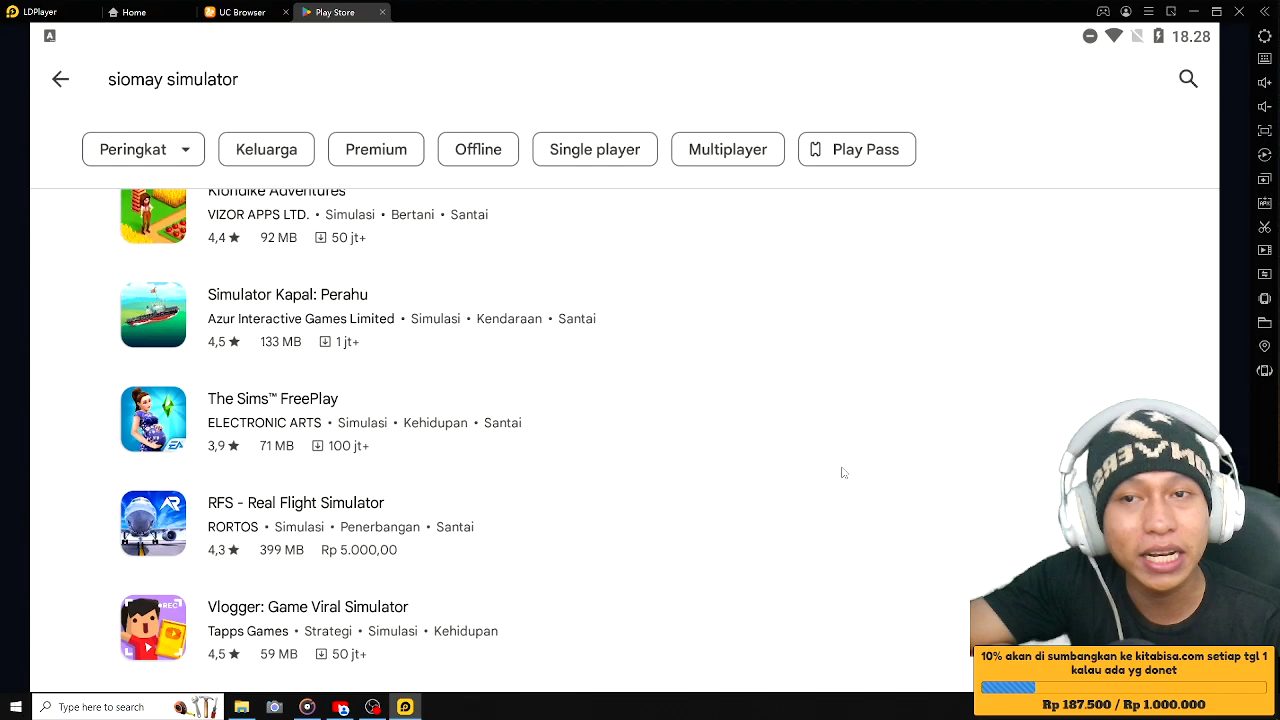 LDPlayer
Home
UC Browser
Play Store
A
18.28
siomay simulator
Peringkat
Keluarga
Premium
Offline
Single player
Multiplayer
Play Pass
Klondike Adventures
VIZOR APPS LTD. • Simulasi • Bertani • Santai
4,4★ 92 MB 50 jt+
Simulator Kapal: Perahu
Azur Interactive Games Limited • Simulasi • Kendaraan • Santai
4,5★ 133 MB 1 jt+
The Sims™ FreePlay
ELECTRONIC ARTS • Simulasi • Kehidupan • Santai
3,9★ 71 MB 100 jt+
EA
RFS - Real Flight Simulator
RORTOS • Simulasi • Penerbangan • Santai
4,3★ 399 MB Rp 5.000,00
REC
Vlogger: Game Viral Simulator
Tapps Games • Strategi • Simulasi • Kehidupan
4,5★ 59 MB 50 jt+
10% akan di sumbangkan ke kitabisa.com setiap tgl 1
kalau ada yg donet
Rp 187.500 / Rp 1.000.000
Type here to search